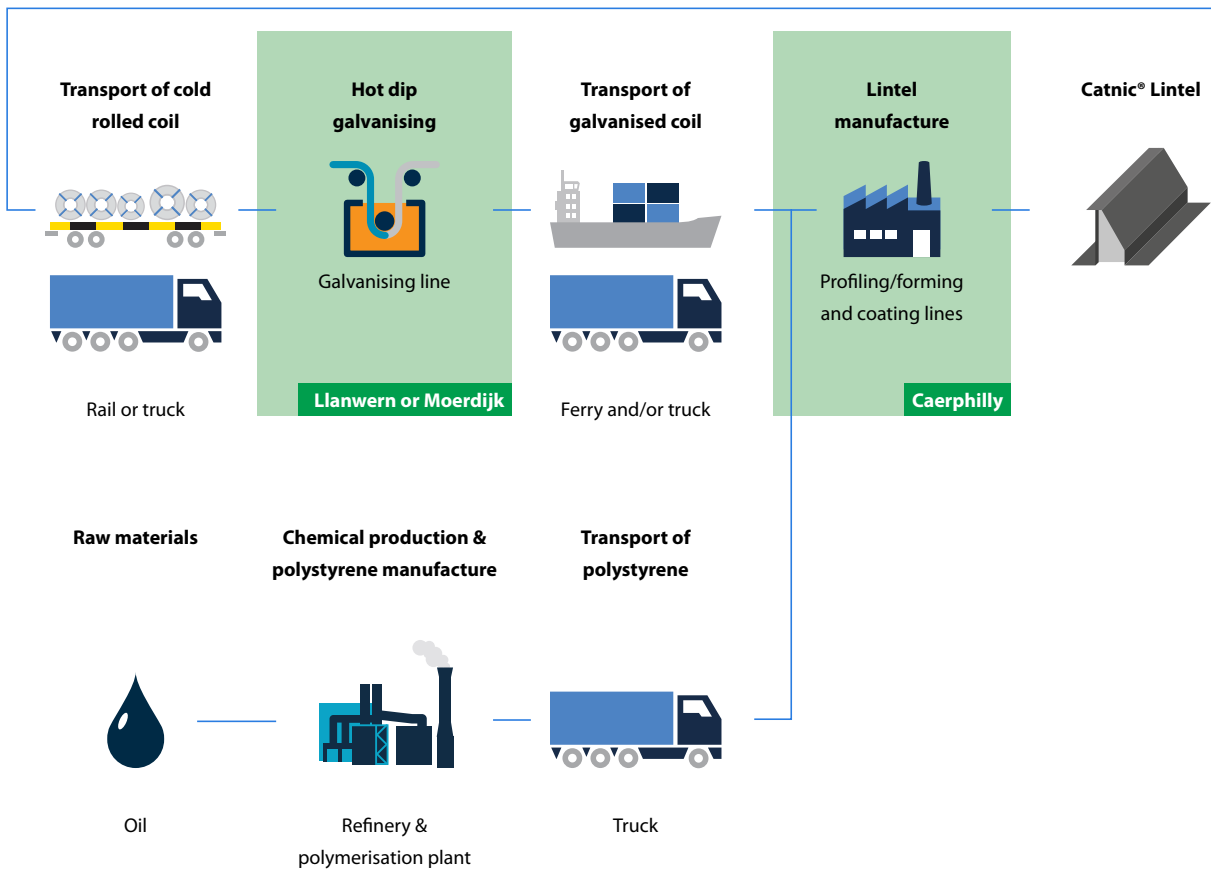 Transport of cold
rolled coil
Rail or truck
Hot dip
galvanising
Galvanising line
Llanwern or Moerdijk
Transport of
galvanised coil
Ferry and/or truck
Lintel
manufacture
Profiling/forming
and coating lines
Caerphilly
Catnic® Lintel
Raw materials
Oil
Chemical production &
polystyrene manufacture
Refinery &
polymerisation plant
Transport of
polystyrene
Truck